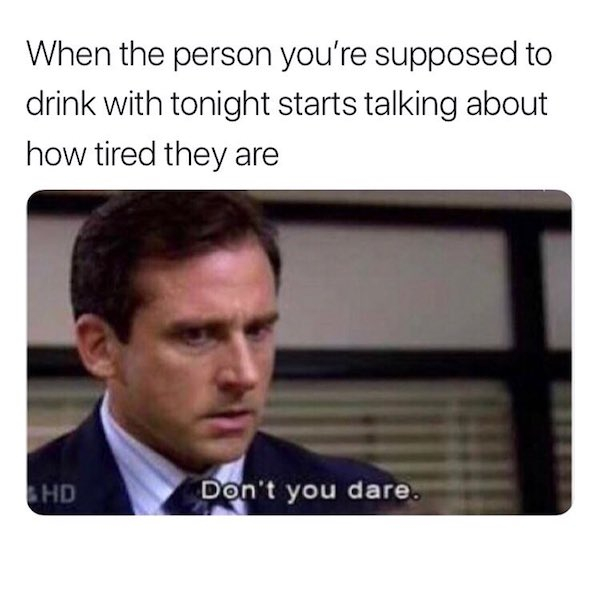 When the person you're supposed to
drink with tonight starts talking about
how tired they are
HD
Don't you dare.